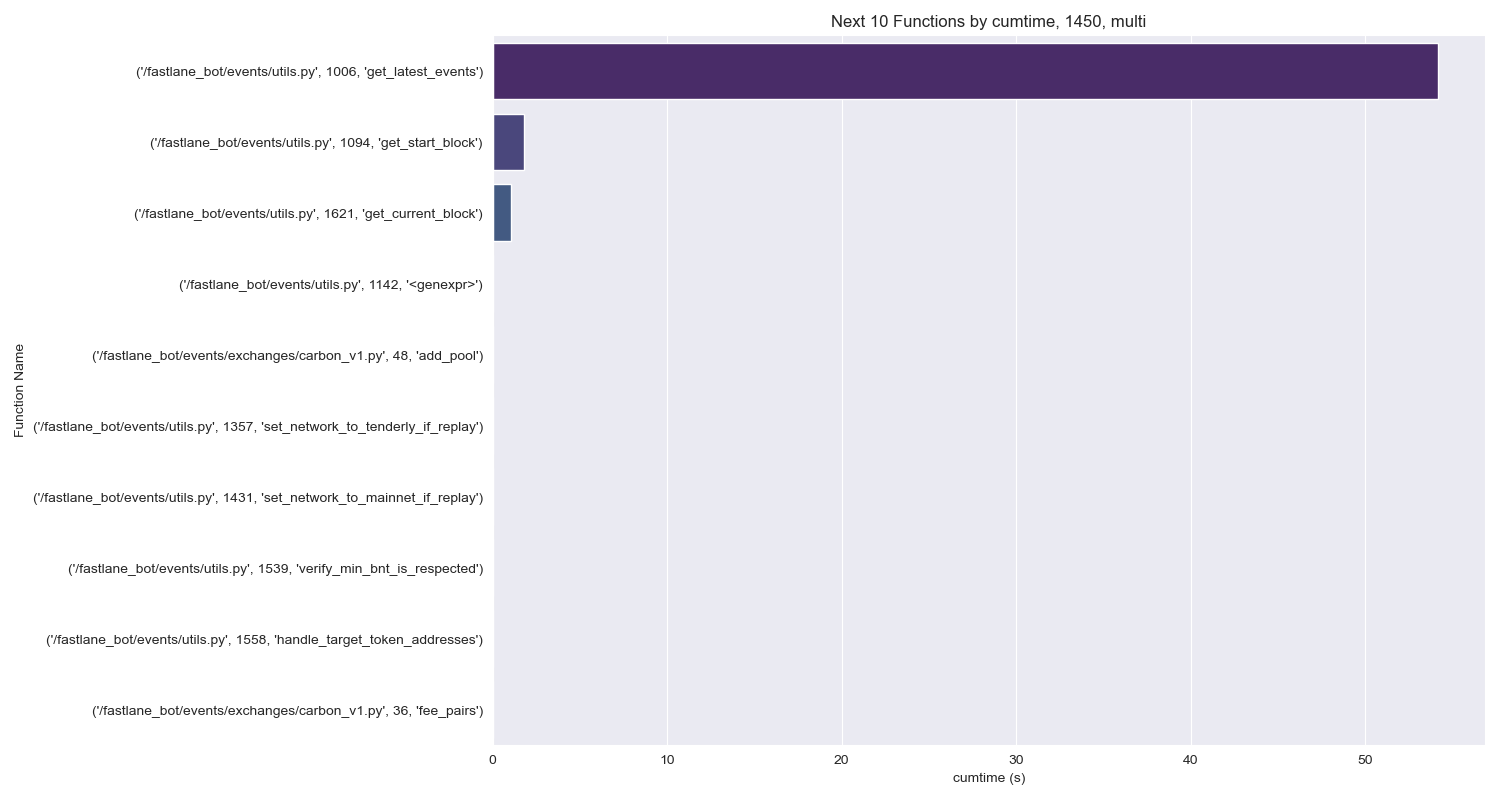 Next 10 Functions by cumtime, 1450, multi
('/fastlane_bot/events/utils.py', 1006, 'get_latest_events')
('/fastlane_bot/events/utils.py', 1094, 'get_start_block')
('/fastlane_bot/events/utils.py', 1621, 'get_current_block')
('/fastlane_bot/events/utils.py', 1142, '<genexpr>')
('/fastlane_bot/events/exchanges/carbon_v1.py', 48, 'add_pool')
('/fastlane_bot/events/utils.py', 1357, 'set_network_to_tenderly_if_replay')
('/fastlane_bot/events/utils.py', 1431, 'set_network_to_mainnet_if_replay')
('/fastlane_bot/events/utils.py', 1539, 'verify_min_bnt_is_respected')
('/fastlane_bot/events/utils.py', 1558, 'handle_target_token_addresses')
('/fastlane_bot/events/exchanges/carbon_v1.py', 36, 'fee_pairs')
Function Name
0 10 20 30 40 50
cumtime (s)